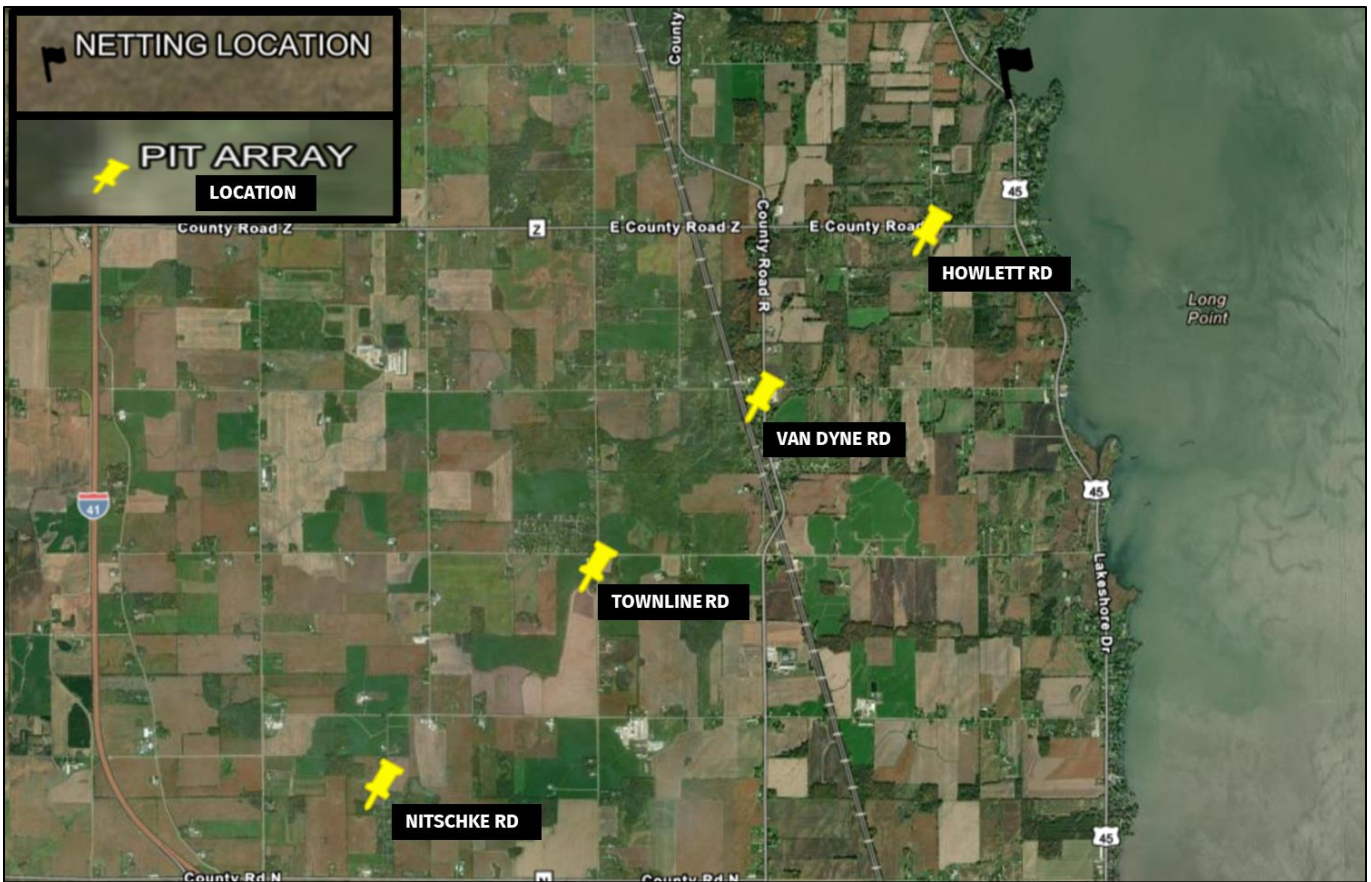 NETTING LOCATION
PIT ARRAY
LOCATION
County
45
County Road Z
Z
E County Road Z
E County Road
County Road R
HOWLETT RD
Long
Point
VAN DYNE RD
45
41
TOWNLINE RD
Lakeshore Dr
NITSCHKE RD
45
County Rd N
N
County Rd N